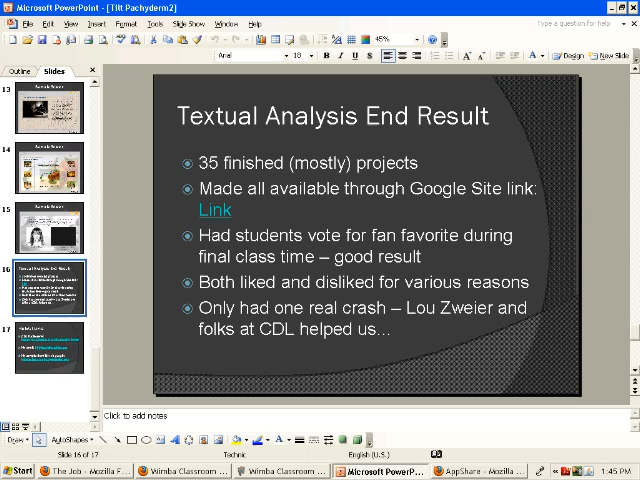 Microsoft PowerPoint - [Tilt Pachyderm2]
File Edit View Insert Format Tools Slide Show Window Help
Type a question for help
45%
Arial 18 B I U S Design New Slide
Outline Slides
13
14
15
16
Textual Analysis End Result
17
Textual Analysis End Result
35 finished (mostly) projects
Made all available through Google Site link:
Link
Had students vote for fan favorite during
final class time – good result
Both liked and disliked for various reasons
Only had one real crash – Lou Zweier and
folks at CDL helped us...
Click to add notes
Draw AutoShapes
Slide 16 of 17 Technic English (U.S.)
Start The Job - Mozilla F... Wimba Classroom ... Wimba Classroom ... Microsoft PowerP... AppShare - Mozilla ... 1:45 PM